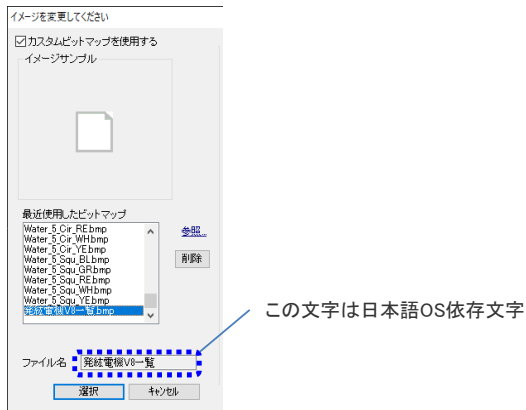 イメージを変更してください
カスタムビットマップを使用する
イメージサンプル
最近使用したビットマップ
Water_5_Cir_RE.bmp
Water_5_Cir_WH.bmp
Water_5_Cir_YE.bmp
Water_5_Squ_BL.bmp
Water_5_Squ_GR.bmp
Water_5_Squ_RE.bmp
Water_5_Squ_WH.bmp
Water_5_Squ_YE.bmp
発紘電機V8一覧.bmp
参照...
削除
この文字は日本語OS依存文字
ファイル名
発紘電機V8一覧
選択
キャンセル